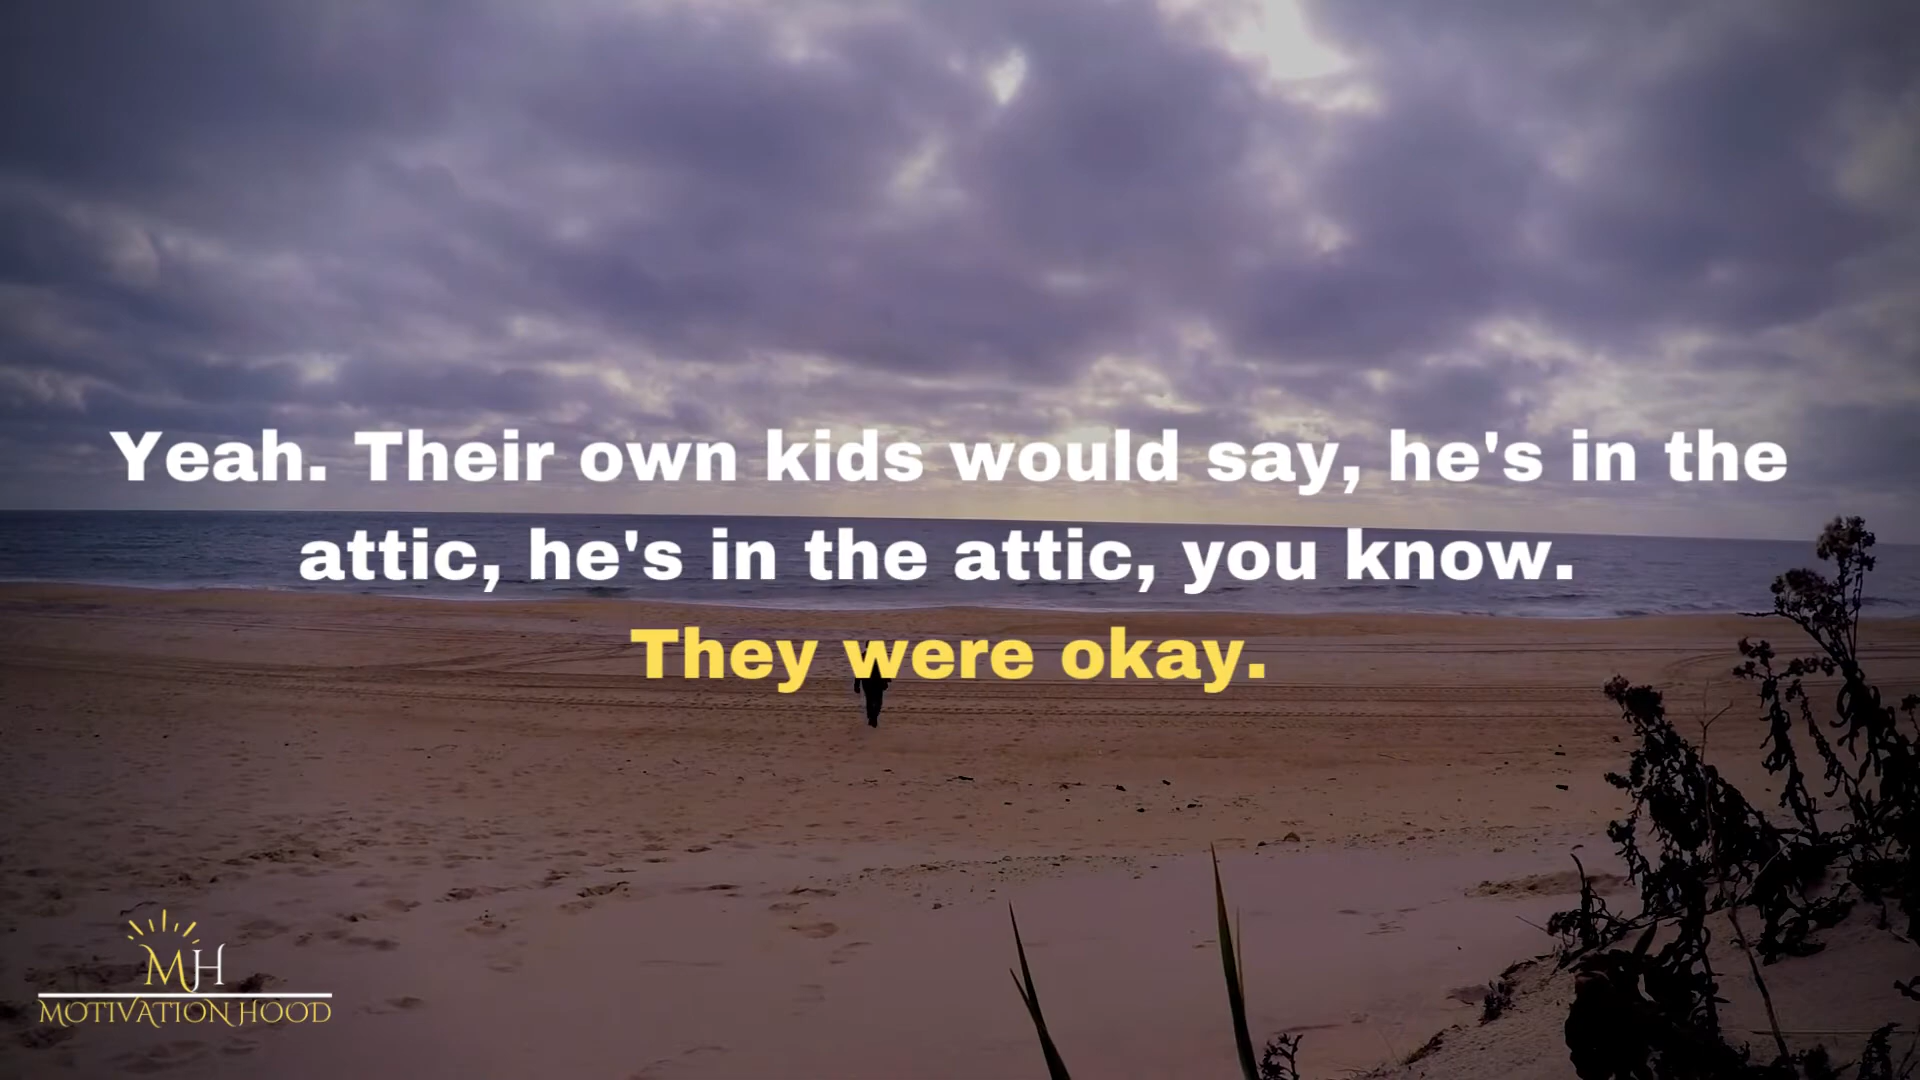 Yeah. Their own kids would say, he's in the
attic, he's in the attic, you know.
They were okay.
MH
MOTIVATION HOOD